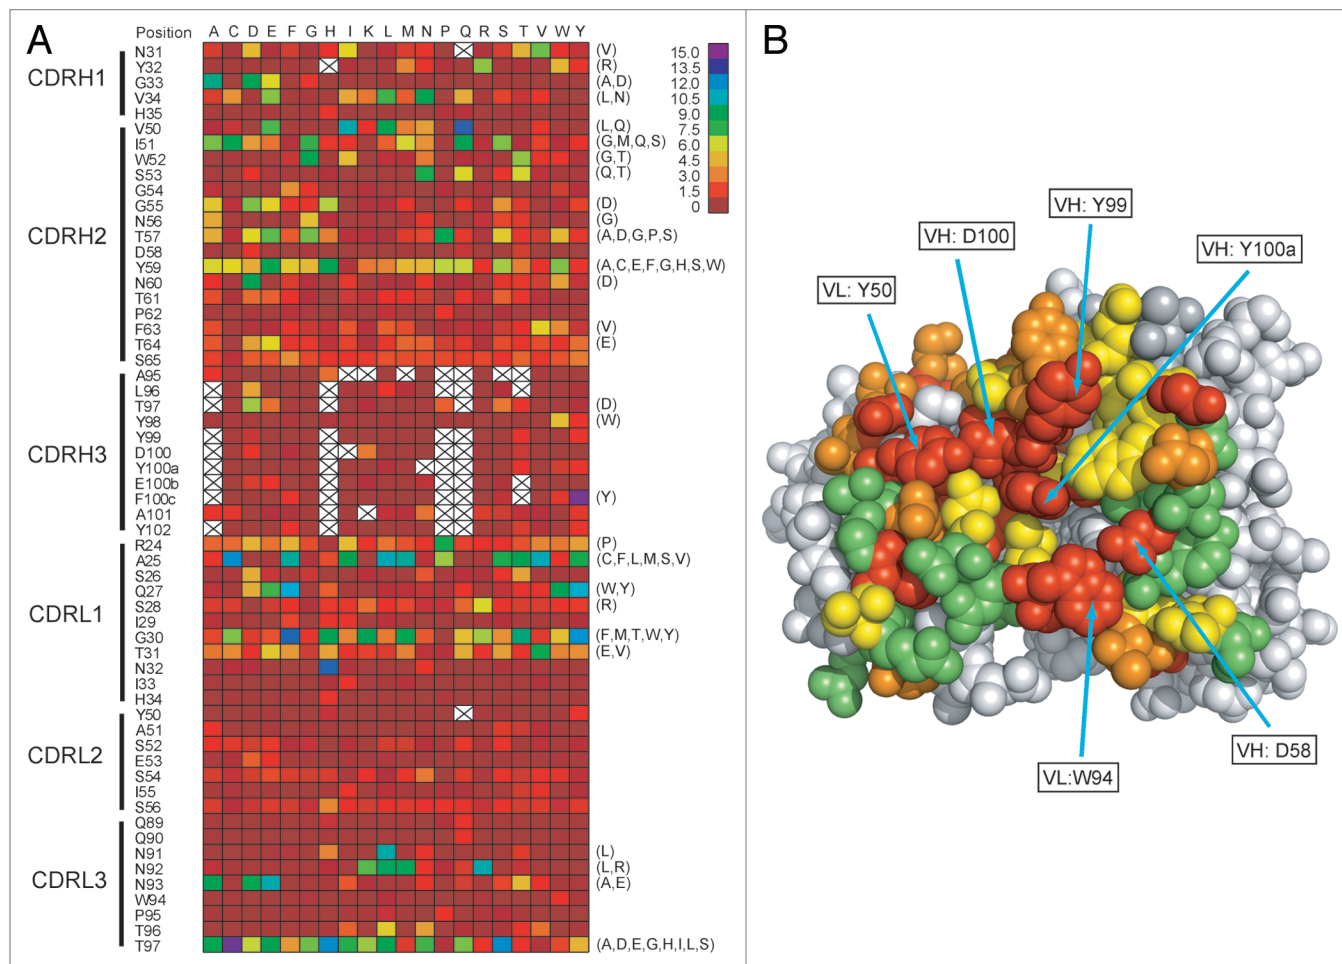 A
Position A C D E F G H I K L M N P Q R S T V W Y
CDRH1
N31 (V)
Y32 (R)
G33 (A,D)
V34 (L,N)
H35
CDRH2
V50 (L,Q)
I51 (G,M,Q,S)
W52 (G,T)
S53 (Q,T)
G54
G55 (D)
N56 (G)
T57 (A,D,G,P,S)
D58
Y59 (A,C,E,F,G,H,S,W)
N60 (D)
T61
P62
F63 (V)
T64 (E)
S65
CDRH3
A95
L96
T97 (D)
Y98 (W)
Y99
D100
Y100a
E100b
F100c (Y)
A101
Y102
CDRL1
R24 (P)
A25 (C,F,L,M,S,V)
S26
Q27 (W,Y)
S28 (R)
I29
G30 (F,M,T,W,Y)
T31 (E,V)
N32
I33
H34
CDRL2
Y50
A51
S52
E53
S54
I55
S56
CDRL3
Q89
Q90
N91 (L)
N92 (L,R)
N93 (A,E)
W94
P95
T96
T97 (A,D,E,G,H,I,L,S)
15.0
13.5
12.0
10.5
9.0
7.5
6.0
4.5
3.0
1.5
0
B
VH: Y99
VH: D100
VH: Y100a
VL: Y50
VH: D58
VL:W94